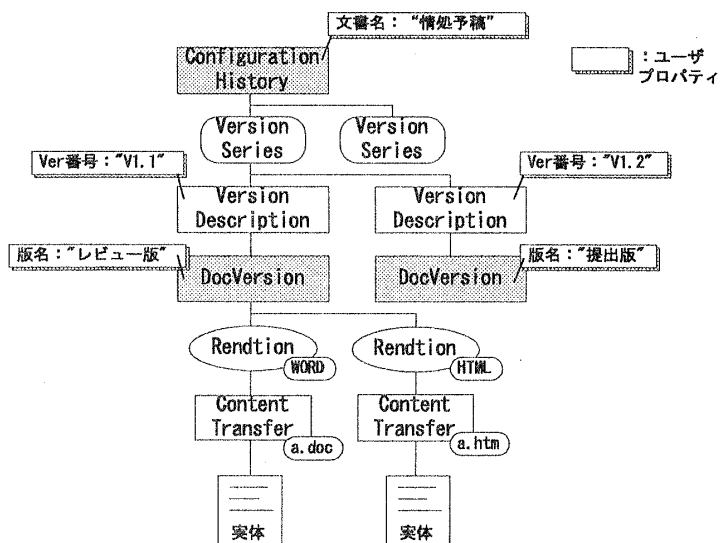 文書名：“情処予稿”
：ユーザ
プロパティ
Configuration
History
Version
Series
Version
Series
Ver番号：“V1.1”
Ver番号：“V1.2”
Version
Description
Version
Description
版名：“レビュー版”
版名：“提出版”
DocVersion
DocVersion
Rendtion
WORD
Rendtion
HTML
Content
Transfer
a.doc
Content
Transfer
a.htm
実体
実体